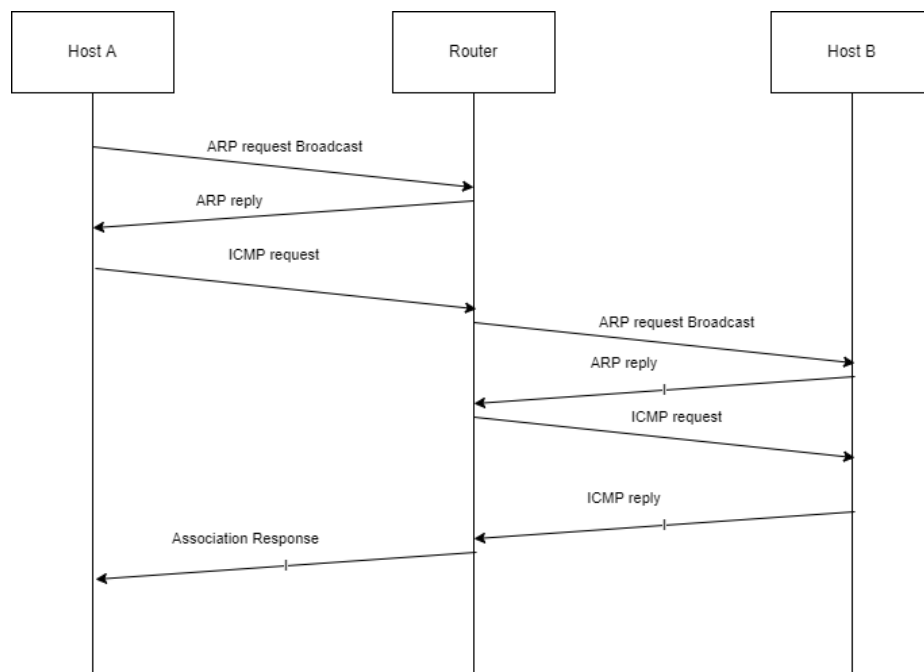 Host A
Router
Host B
ARP request Broadcast
ARP reply
ICMP request
ARP request Broadcast
ARP reply
ICMP request
ICMP reply
Association Response